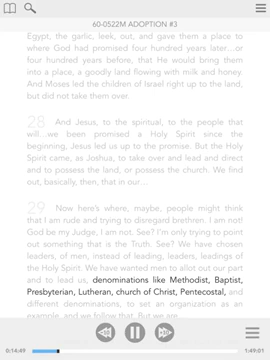 60-0522M ADOPTION #3
Egypt, the garlic, leek, out, and gave them a place to
where God had promised four hundred years later...or
four hundred years before, that He would bring them
into a place, a goodly land flowing with milk and honey
And Moses led the children of Israel right up to the land,
but did not take them over.
28 And Jesus, to the spiritual, to the people that
will...we been promised a Holy Spirit since the
beginning, Jesus led us up to the promise. But the Holy
Spirit came, as Joshua, to take over and lead and direct
and to possess the land, or possess the church. We find
out, basically, then, that in our...
29 Now here's where, maybe, people might think
that I am rude and trying to disregard brethren. I am not!
God be my Judge, I am not. See? I'm only trying to point
out something that is the Truth. See? We have chosen
leaders, of men, instead of leading, leaders, leadings of
the Holy Spirit. We have wanted men to allot out our part
and to lead us, denominations like Methodist, Baptist,
Presbyterian, Lutheran, church of Christ, Pentecostal, and
different denominations, to set an organization as an
example, and we follow that. But we are
0:14:49
1:49:01